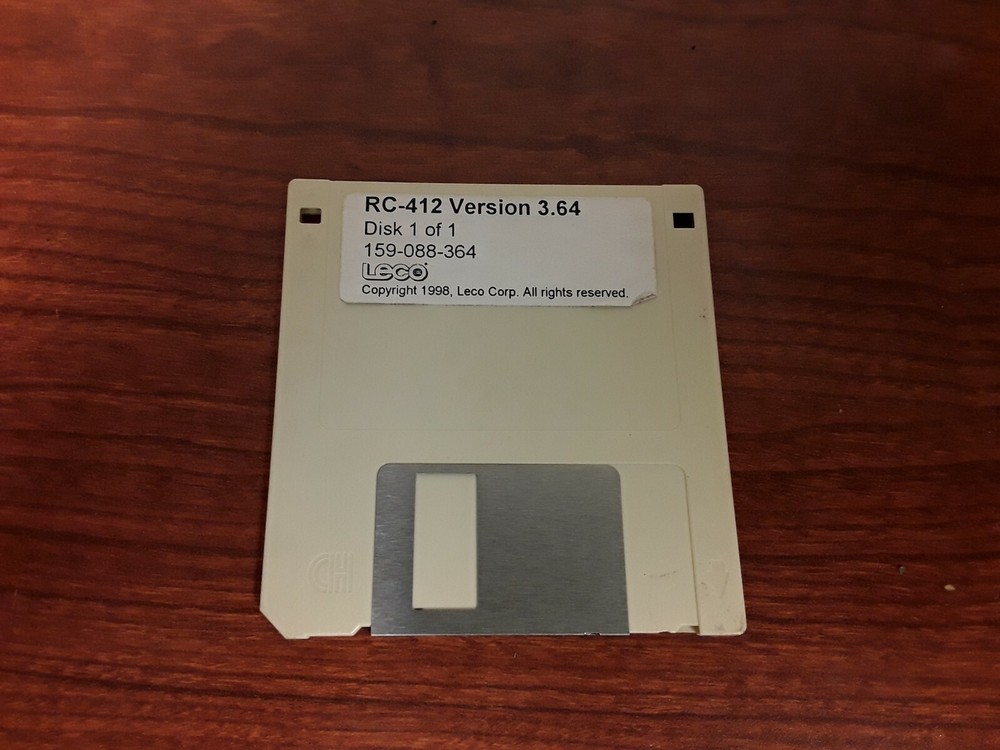 RC-412 Version 3.64
Disk 1 of 1
159-088-364
LECO®
Copyright 1998, Leco Corp. All rights reserved.
HD